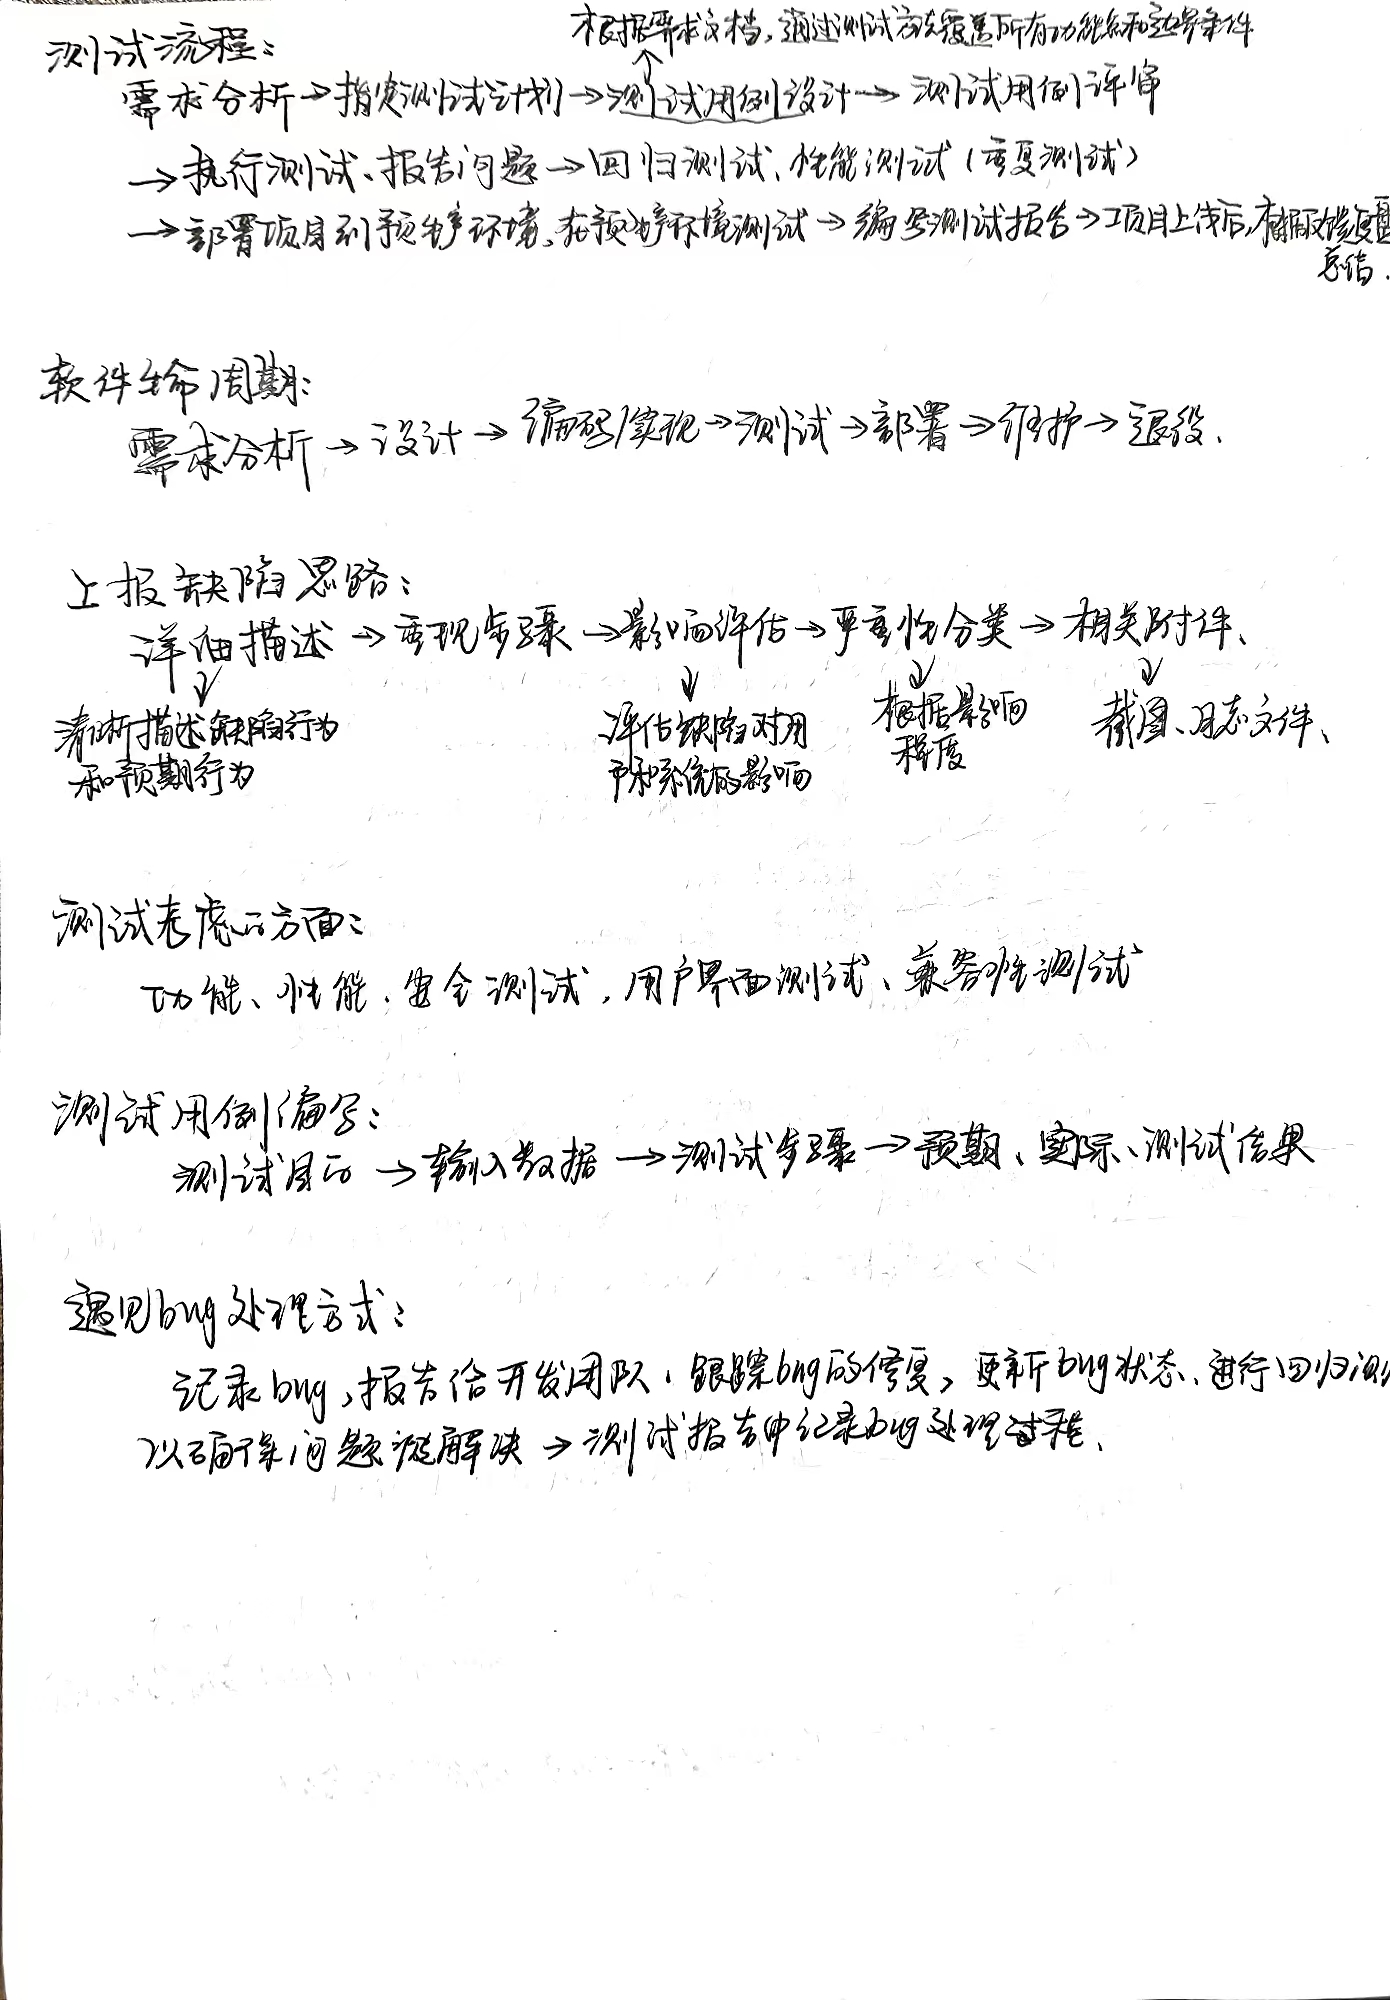 根据需求文档,通过测试方法覆盖所有功能点和边界条件
测试流程:
需求分析→指定测试计划→测试用例设计→测试用例评审
→执行测试、报告问题→回归测试、性能测试(重复测试)
→部署项目到预生产环境、在预生产环境测试→编写测试报告→项目上线后,根据反馈复盘
总结.
软件生命周期:
需求分析→设计→编码/实现→测试→部署→维护→退役.
上报缺陷思路:
详细描述→重现步骤→影响评估→严重性分类→相关附件、
清晰描述缺陷行为
和预期行为
评估缺陷对用
户和系统的影响
根据影响
程度
截图、日志文件、
测试考虑的方面:
功能、性能、安全测试,用户界面测试、兼容性测试
测试用例编写:
测试目的→输入数据→测试步骤→预期、实际、测试结果
遇见bug处理方式:
记录bug,报告给开发团队,跟踪bug的修复,更新bug状态、进行回归测
以确保问题被解决→测试报告中记录bug处理过程、